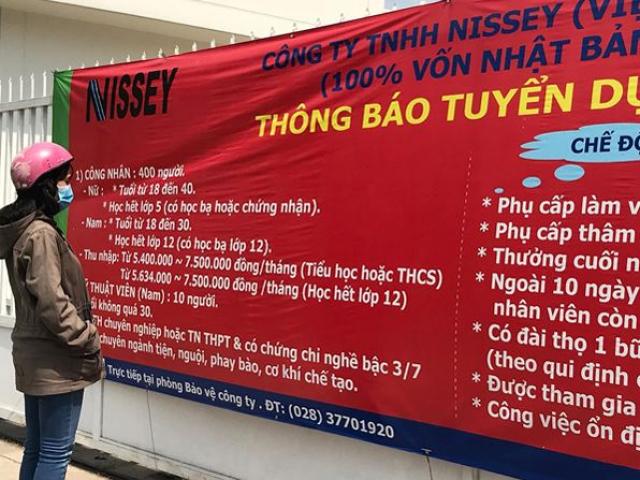 NISSEY
CÔNG TY TNHH NISSEY (VIỆ
(100% VỐN NHẬT BẢ
THÔNG BÁO TUYỂN DỤ
1) CÔNG NHÂN : 400 người.
- Nữ : * Tuổi từ 18 đến 40.
* Học hết lớp 5 (có học bạ hoặc chứng nhận).
- Nam : * Tuổi từ 18 đến 30.
* Học hết lớp 12 (có học bạ lớp 12).
- Thu nhập: Từ 5.400.000 ~ 7.500.000 đồng/tháng (Tiểu học hoặc THCS)
Từ 5.634.000 ~ 7.500.000 đồng /tháng (Học hết lớp 12)
THUẬT VIÊN (Nam) : 10 người.
không quá 30.
chuyên nghiệp hoặc TN THPT & có chứng chỉ nghề bậc 3/7
chuyên ngành tiện, nguội, phay bào, cơ khí chế tạo.
Trực tiếp tại phòng Bảo vệ công ty . ĐT: (028) 37701920
CHẾ ĐỘ
* Phụ cấp làm v
* Phụ cấp thâm
* Thưởng cuối n
* Ngoài 10 ngày
nhân viên còn
* Có đài thọ 1 bữ
(theo qui định
* Được tham gia
* Công việc ổn đị